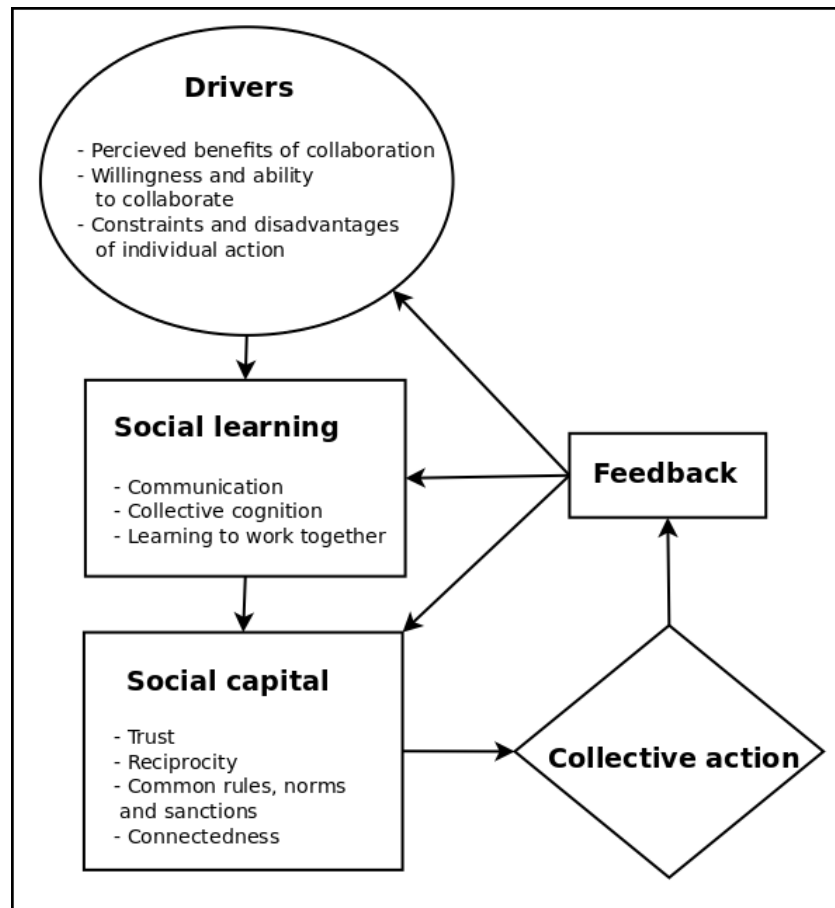 Drivers
- Percieved benefits of collaboration
- Willingness and ability
to collaborate
- Constraints and disadvantages
of individual action
Social learning
- Communication
- Collective cognition
- Learning to work together
Feedback
Social capital
- Trust
- Reciprocity
- Common rules, norms
and sanctions
- Connectedness
Collective action